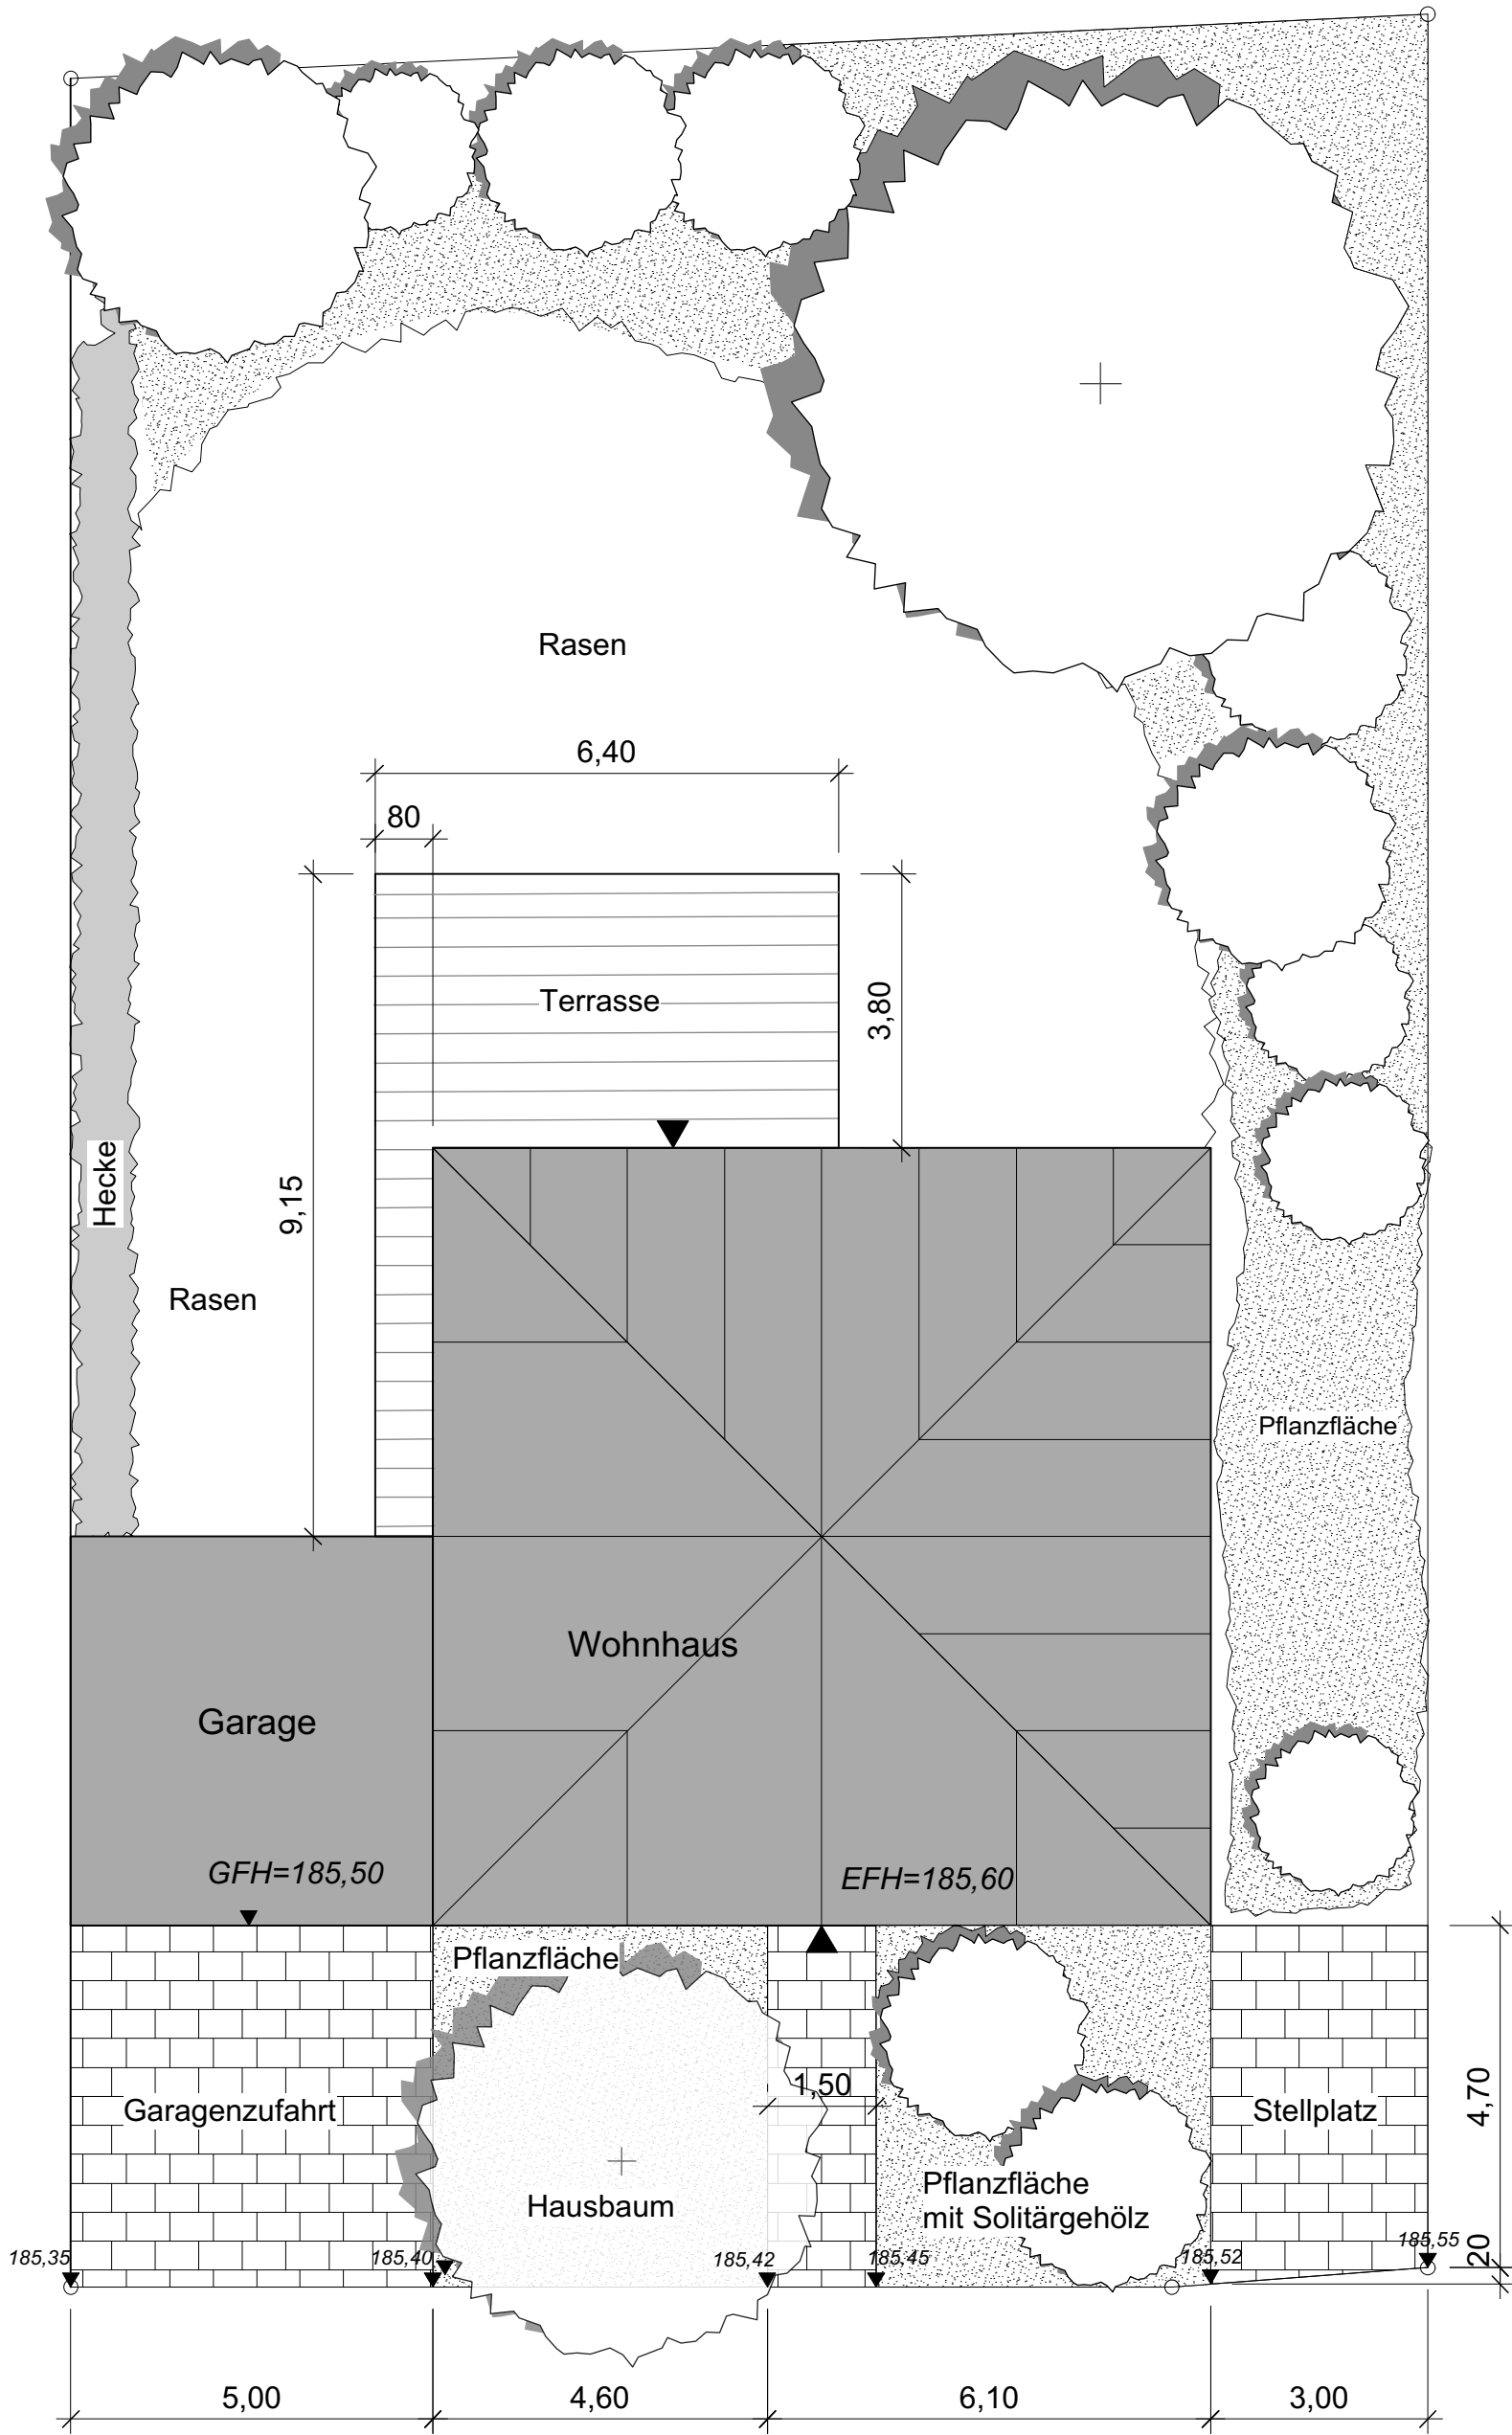 Rasen
6,40
80
Terrasse
3,80
Hecke
9,15
Rasen
Pflanzfläche
Wohnhaus
Garage
GFH=185,50
EFH=185,60
Pflanzfläche
1,50
Garagenzufahrt
Stellplatz
4,70
Pflanzfläche
mit Solitärgehölz
Hausbaum
185,35
185,40
185,42
185,45
185,52
185,55
20
5,00
4,60
6,10
3,00